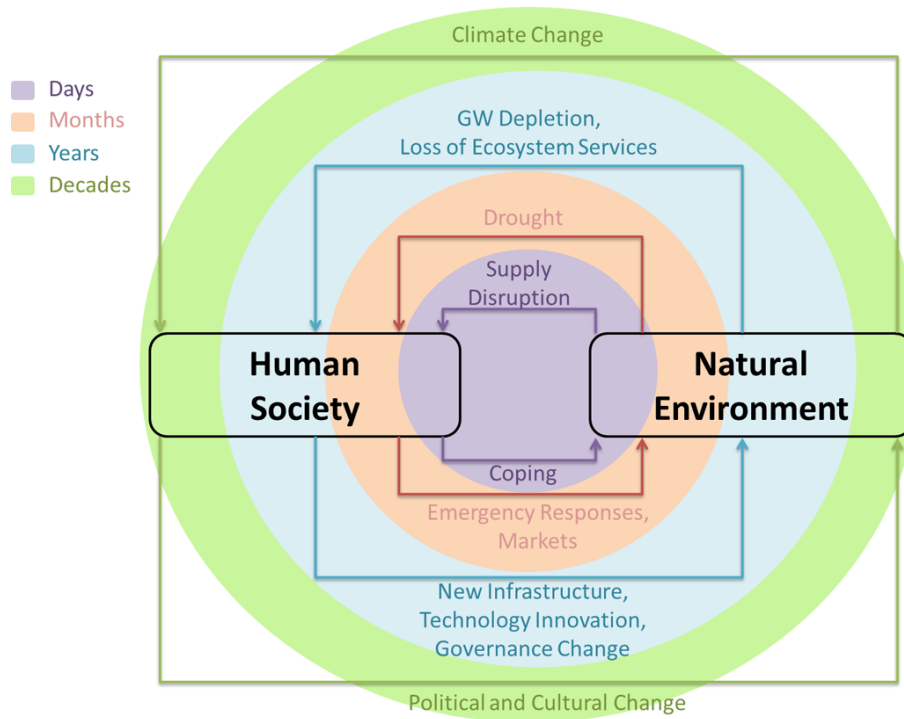 Climate Change
Days
Months
Years
Decades
GW Depletion,
Loss of Ecosystem Services
Drought
Supply
Disruption
Human
Society
Natural
Environment
Coping
Emergency Responses,
Markets
New Infrastructure,
Technology Innovation,
Governance Change
Political and Cultural Change